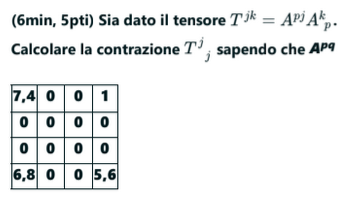 (6min, 5pti) Sia dato il tensore T^{jk} = A^{pj}A^{k}_{p}.
Calcolare la contrazione T^{j}_{j} sapendo che A^{pq}
7,4 0 0 1
0 0 0 0
0 0 0 0
6,8 0 0 5,6